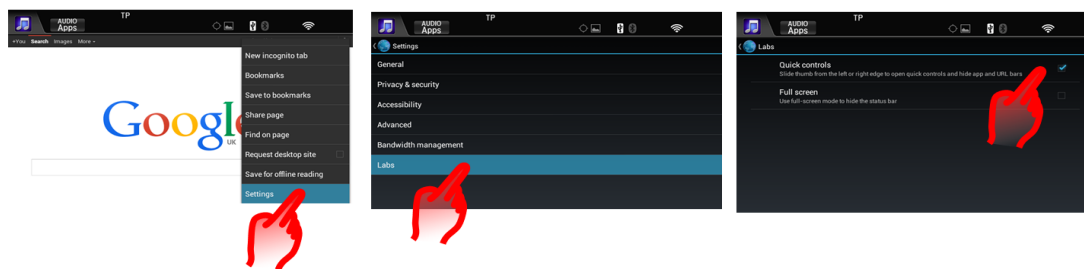 TP
AUDIO
Apps
+You Search Images More
New incognito tab
Bookmarks
Save to bookmarks
Share page
Find on page
Request desktop site
Save for offline reading
Settings
Google
UK
TP
AUDIO
Apps
Settings
General
Privacy & security
Accessibility
Advanced
Bandwidth management
Labs
TP
AUDIO
Apps
Labs
Quick controls
Slide thumb from the left or right edge to open quick controls and hide app and URL bars
Full screen
Use full-screen mode to hide the status bar